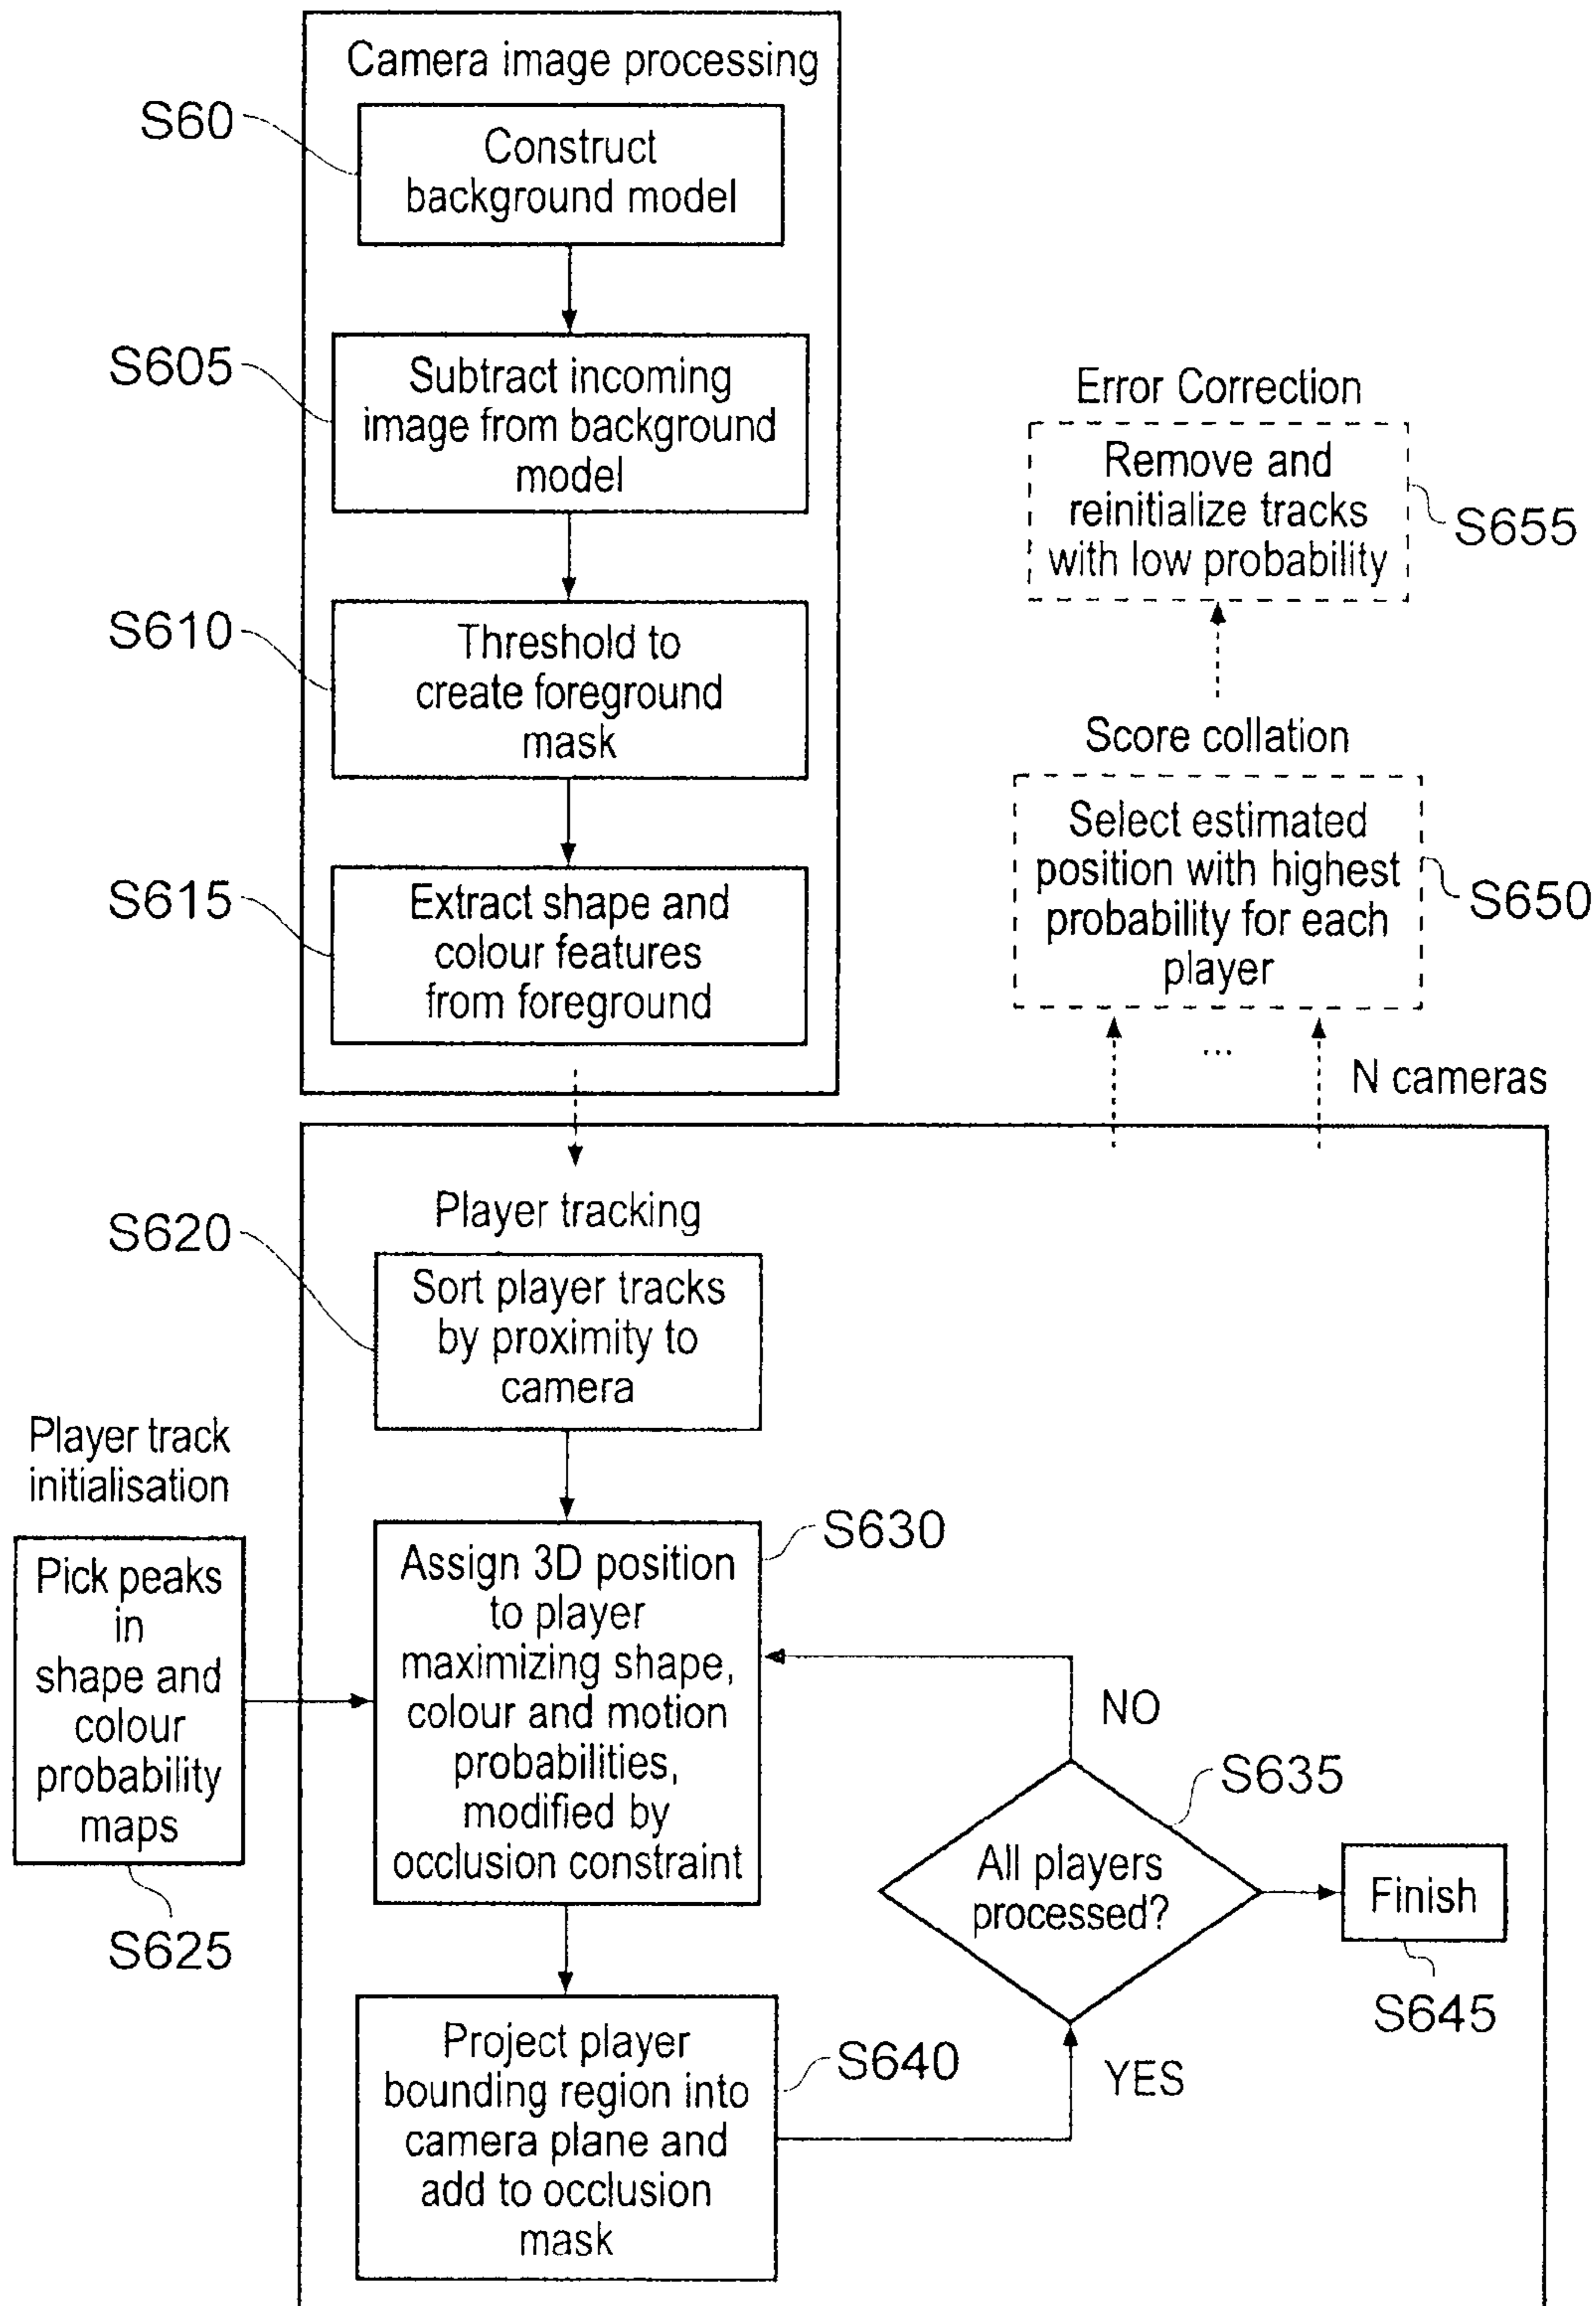 Camera image processing
S60
Construct
background model
S605
Subtract incoming
image from background
model
S610
Threshold to
create foreground
mask
S615
Extract shape and
colour features
from foreground
Error Correction
Remove and
reinitialize tracks
with low probability
S655
Score collation
Select estimated
position with highest
probability for each
player
S650
...
N cameras
Player tracking
S620
Sort player tracks
by proximity to
camera
Player track
initialisation
Pick peaks
in
shape and
colour
probability
maps
S625
S630
Assign 3D position
to player
maximizing shape,
colour and motion
probabilities,
modified by
occlusion constraint
NO
S635
All players
processed?
Finish
S645
YES
S640
Project player
bounding region into
camera plane and
add to occlusion
mask